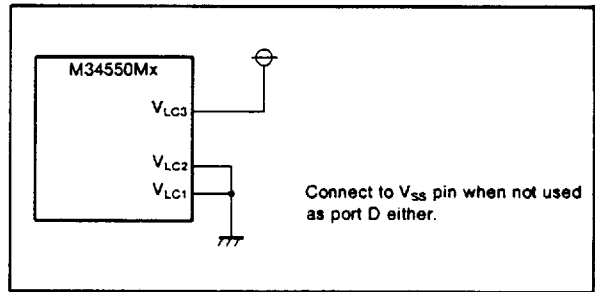 M34550Mx
VLC3
VLC2
VLC1
Connect to VSS pin when not used
as port D either.